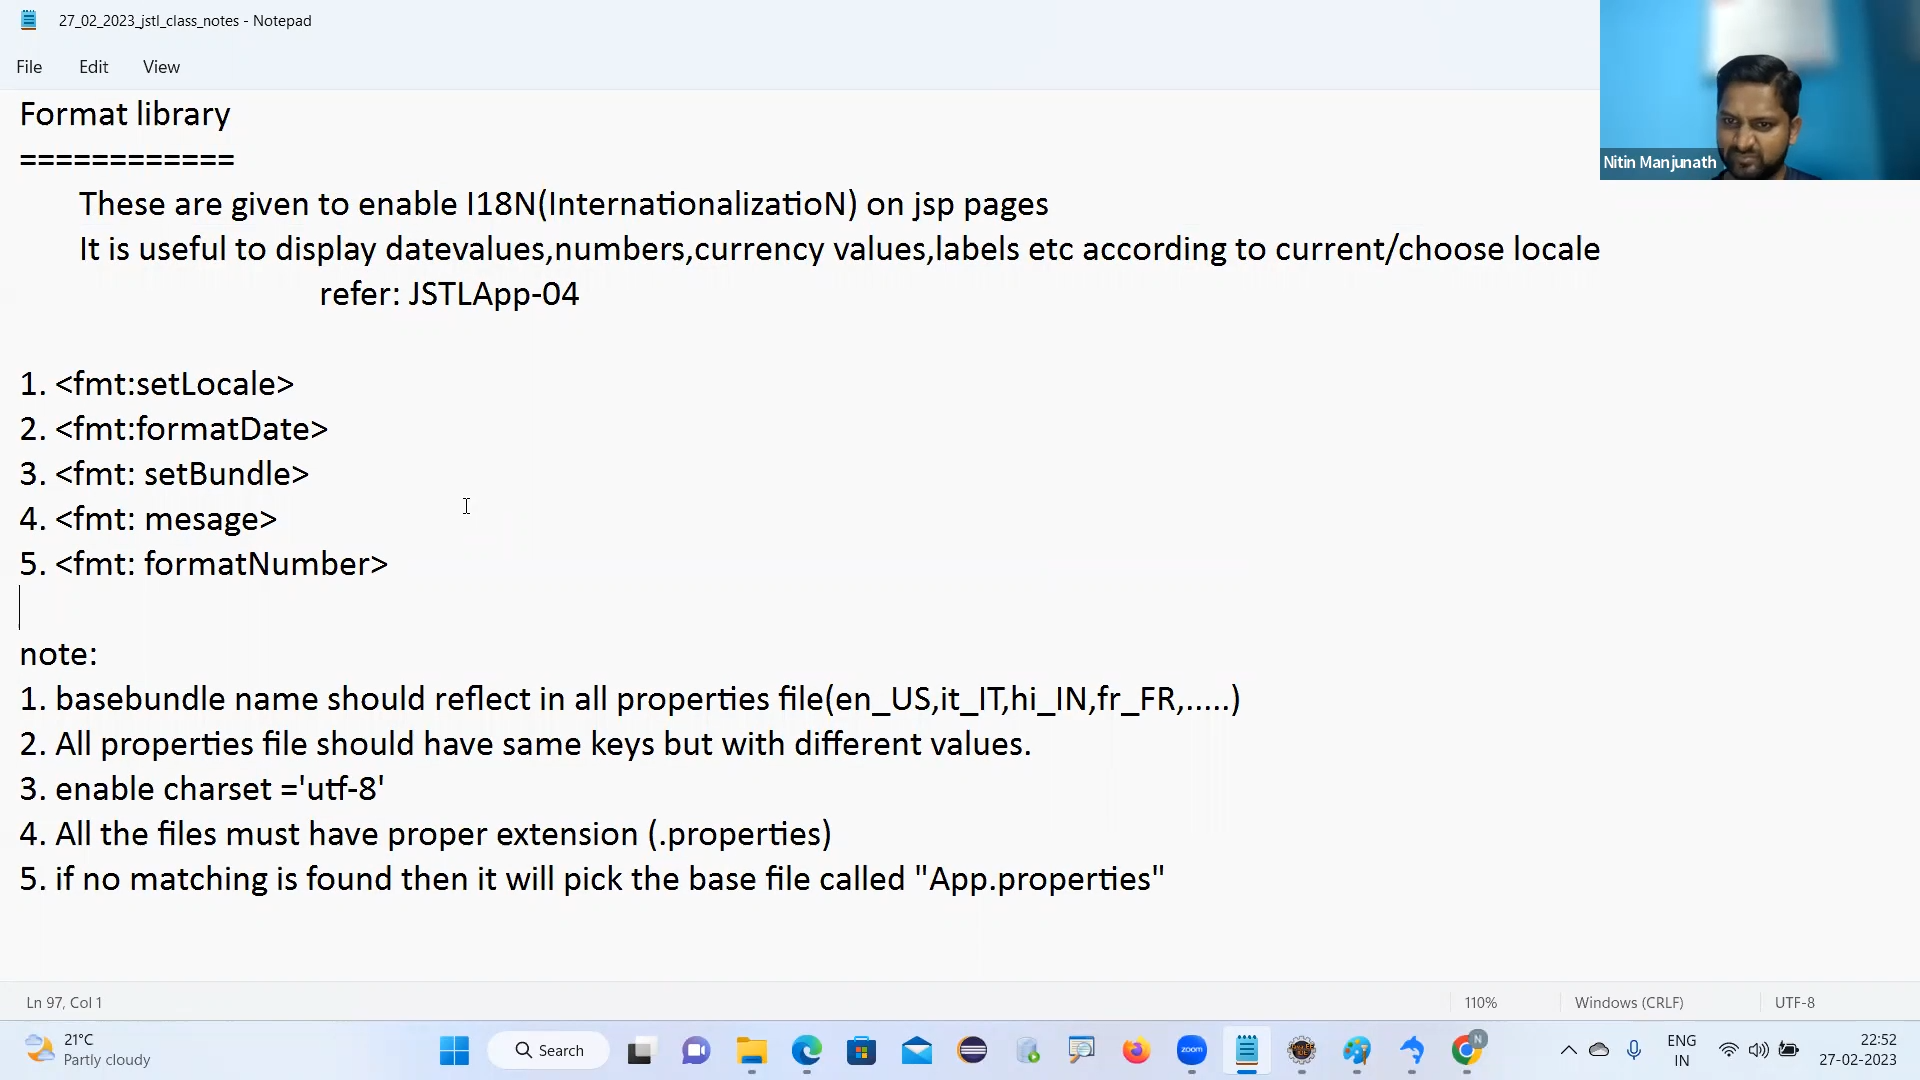 27_02_2023_jstl_class_notes - Notepad
File Edit View
Format library
============
These are given to enable I18N(InternationalizatioN) on jsp pages
It is useful to display datevalues,numbers,currency values,labels etc according to current/choose locale
refer: JSTLApp-04
1. <fmt:setLocale>
2. <fmt:formatDate>
3. <fmt: setBundle>
4. <fmt: mesage>
5. <fmt: formatNumber>
note:
1. basebundle name should reflect in all properties file(en_US,it_IT,hi_IN,fr_FR,.....)
2. All properties file should have same keys but with different values.
3. enable charset ='utf-8'
4. All the files must have proper extension (.properties)
5. if no matching is found then it will pick the base file called "App.properties"
Nitin Manjunath
Ln 97, Col 1 110% Windows (CRLF) UTF-8
21°C
Partly cloudy
Search
zoom
N
ENG
IN
22:52
27-02-2023